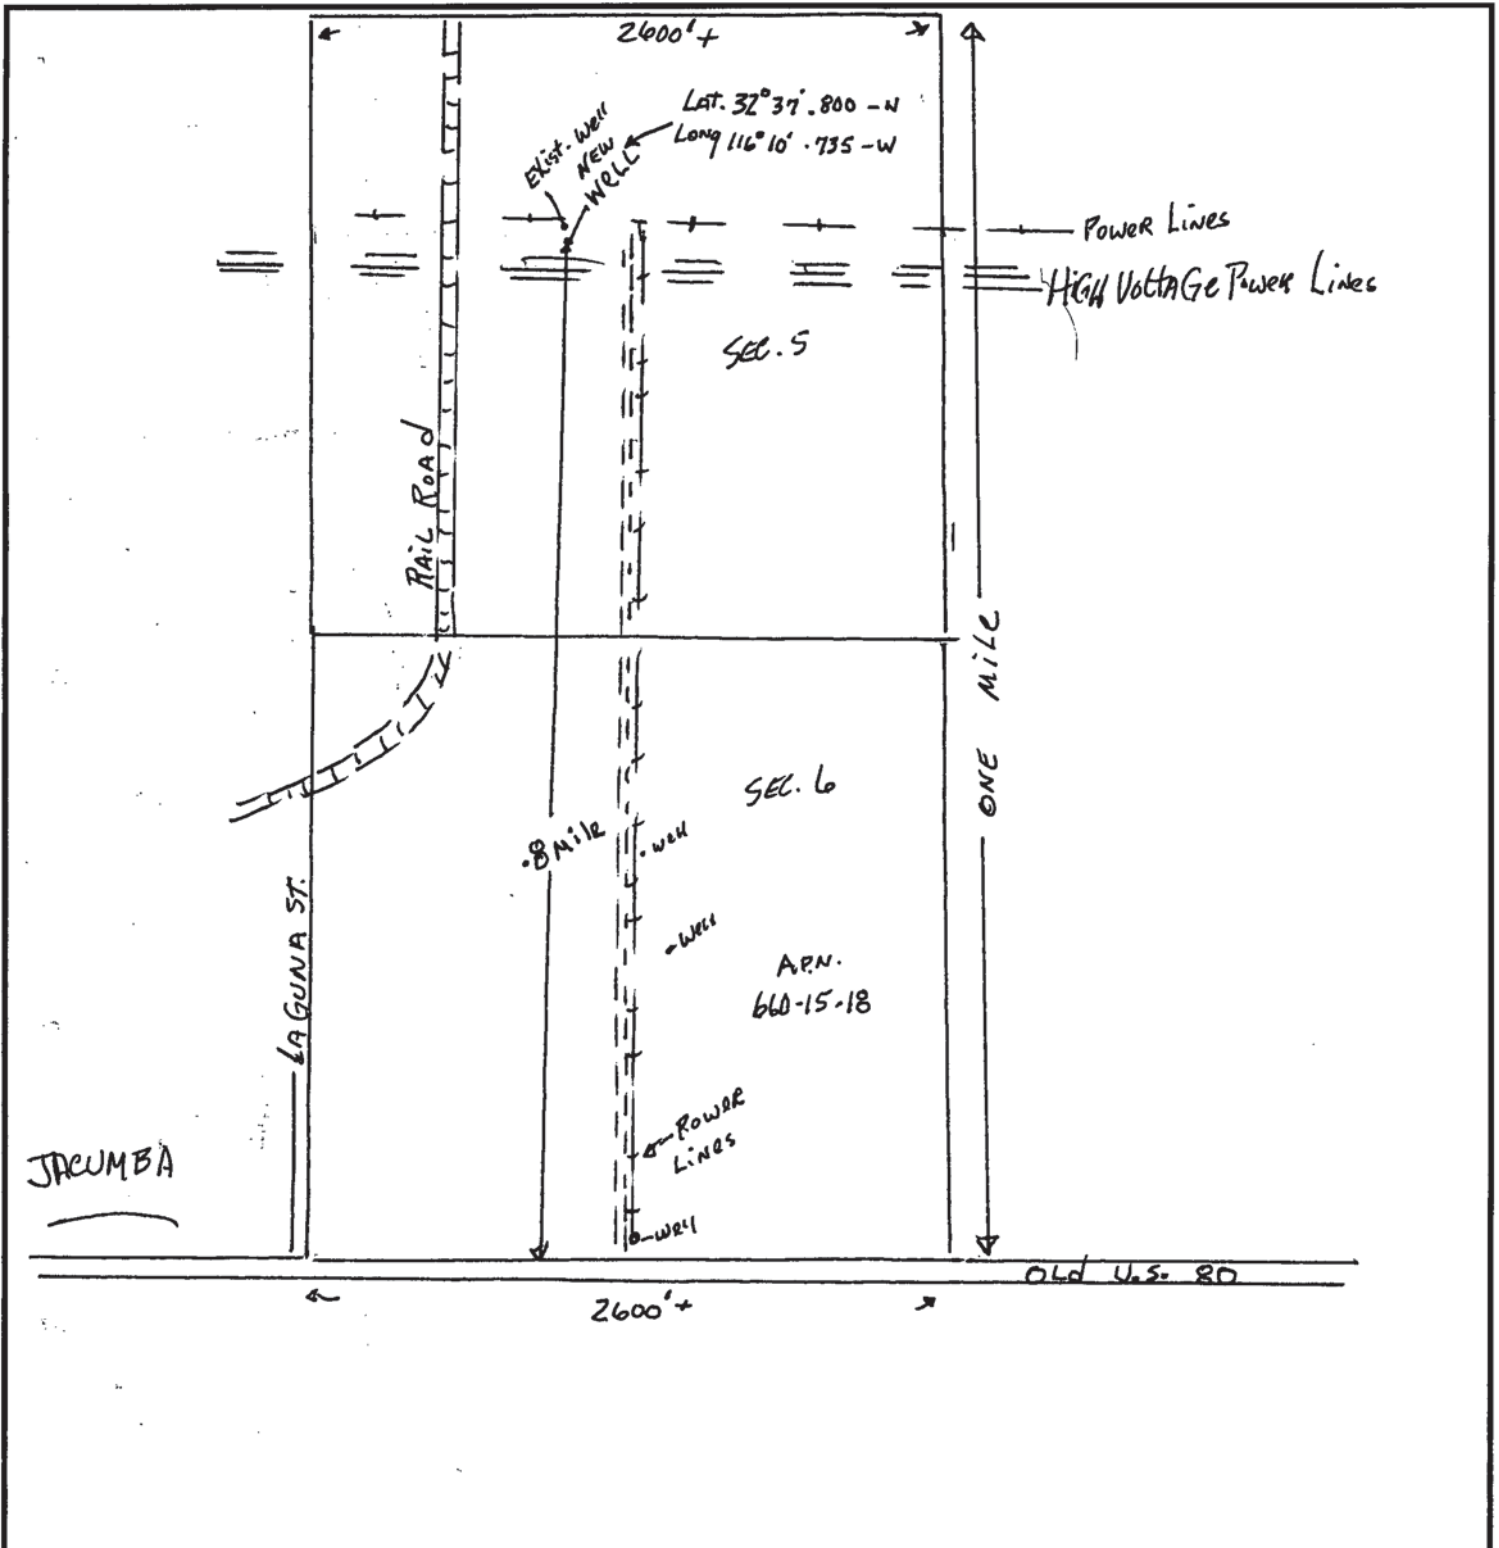 2600'+
Lat. 32° 37'.800 -N
Long 116° 10' .735 -W
Exist. Well
NEW
WELL
Power Lines
HiGH VoltAGe Power Lines
SEC. 5
RAiL RoAd
ONE MiLe
SEC. 6
.8 Mile
. well
. Well
LAGUNA ST.
A.P.N.
660-15-18
Power
Lines
JACUMBA
o-well
OLd U.S. 80
2600'+